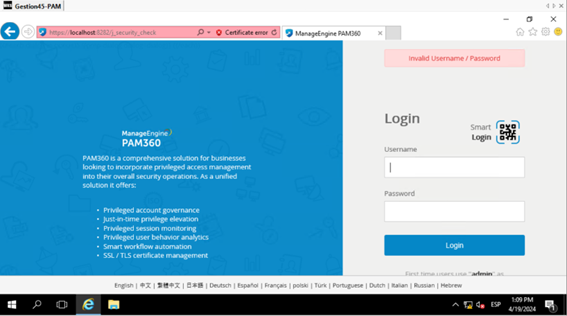 Gestion45-PAM
https://localhost:8282/j_security_check
Certificate error
ManageEngine PAM360
Invalid Username / Password
Login
Smart
Login
Username
Password
Login
First time users use "admin" as
ManageEngine
PAM360
PAM360 is a comprehensive solution for businesses
looking to incorporate privileged access management
into their overall security operations. As a unified
solution it offers:
• Privileged account governance
• Just-in-time privilege elevation
• Privileged session monitoring
• Privileged user behavior analytics
• Smart workflow automation
• SSL / TLS certificate management
English | 中文 | 繁體中文 | 日本語 | Deutsch | Español | Français | polski | Türk | Portuguese | Dutch | Italian | Russian | Hebrew
ESP
1:09 PM
4/19/2024